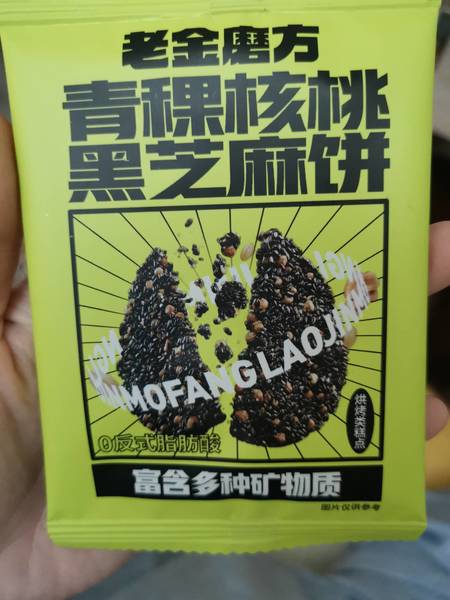 老金磨方
青稞核桃
黑芝麻饼
MOFANG LAOJIN
0反式脂肪酸
烘烤类糕点
富含多种矿物质
图片仅供参考